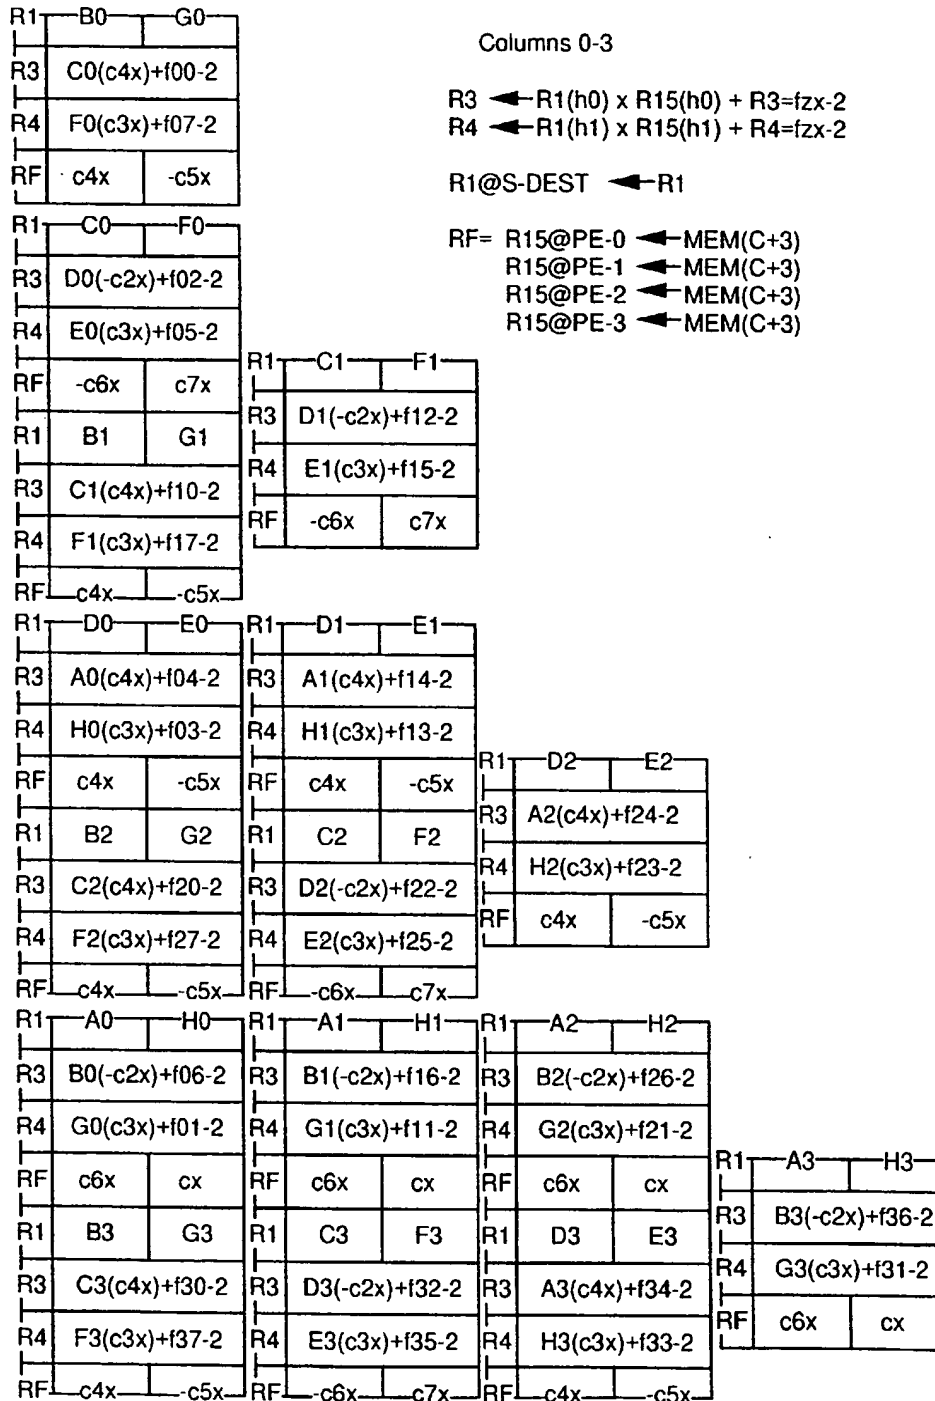 Columns 0-3
R3 ← R1(h0) x R15(h0) + R3=fzx-2
R4 ← R1(h1) x R15(h1) + R4=fzx-2
R1@S-DEST ← R1
RF= R15@PE-0 ← MEM(C+3)
R15@PE-1 ← MEM(C+3)
R15@PE-2 ← MEM(C+3)
R15@PE-3 ← MEM(C+3)
R1 B0 G0
R3 C0(c4x)+f00-2
R4 F0(c3x)+f07-2
RF c4x -c5x
R1 C0 F0
R3 D0(-c2x)+f02-2
R4 E0(c3x)+f05-2
RF -c6x c7x
R1 B1 G1
R3 C1(c4x)+f10-2
R4 F1(c3x)+f17-2
RF c4x -c5x
R1 C1 F1
R3 D1(-c2x)+f12-2
R4 E1(c3x)+f15-2
RF -c6x c7x
R1 D0 E0
R3 A0(c4x)+f04-2
R4 H0(c3x)+f03-2
RF c4x -c5x
R1 B2 G2
R3 C2(c4x)+f20-2
R4 F2(c3x)+f27-2
RF c4x -c5x
R1 D1 E1
R3 A1(c4x)+f14-2
R4 H1(c3x)+f13-2
RF c4x -c5x
R1 C2 F2
R3 D2(-c2x)+f22-2
R4 E2(c3x)+f25-2
RF -c6x c7x
R1 D2 E2
R3 A2(c4x)+f24-2
R4 H2(c3x)+f23-2
RF c4x -c5x
R1 A0 H0
R3 B0(-c2x)+f06-2
R4 G0(c3x)+f01-2
RF c6x cx
R1 B3 G3
R3 C3(c4x)+f30-2
R4 F3(c3x)+f37-2
RF c4x -c5x
R1 A1 H1
R3 B1(-c2x)+f16-2
R4 G1(c3x)+f11-2
RF c6x cx
R1 C3 F3
R3 D3(-c2x)+f32-2
R4 E3(c3x)+f35-2
RF -c6x c7x
R1 A2 H2
R3 B2(-c2x)+f26-2
R4 G2(c3x)+f21-2
RF c6x cx
R1 D3 E3
R3 A3(c4x)+f34-2
R4 H3(c3x)+f33-2
RF c4x -c5x
R1 A3 H3
R3 B3(-c2x)+f36-2
R4 G3(c3x)+f31-2
RF c6x cx